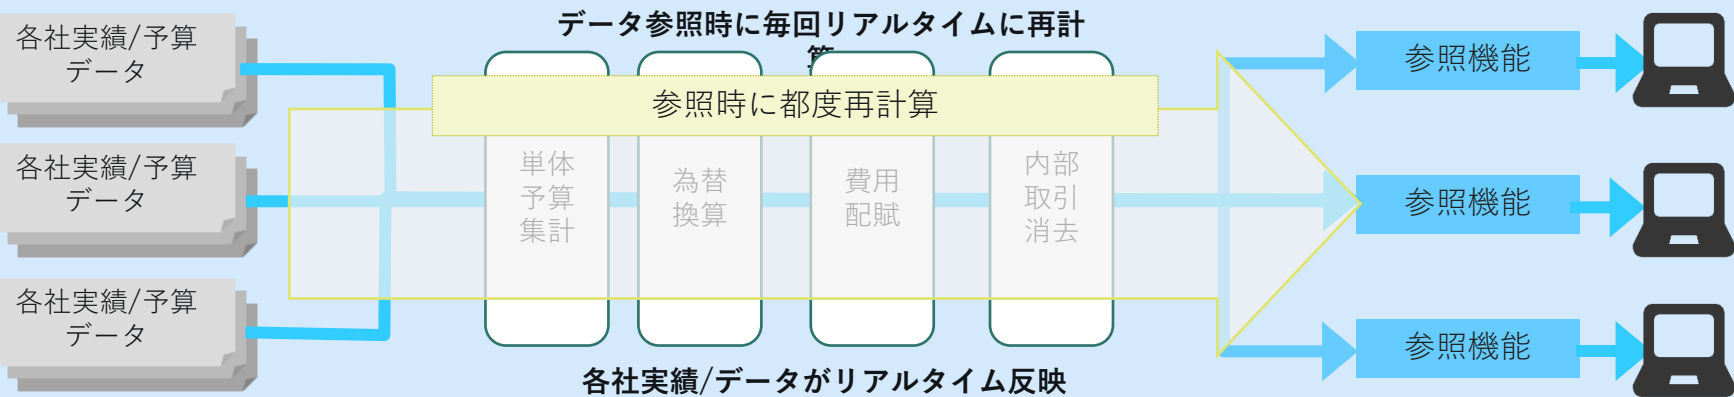 データ参照時に毎回リアルタイムに再計
算
各社実績/予算
データ
各社実績/予算
データ
各社実績/予算
データ
参照時に都度再計算
単体
予算
集計
為替
換算
費用
配賦
内部
取引
消去
参照機能
参照機能
参照機能
各社実績/データがリアルタイム反映